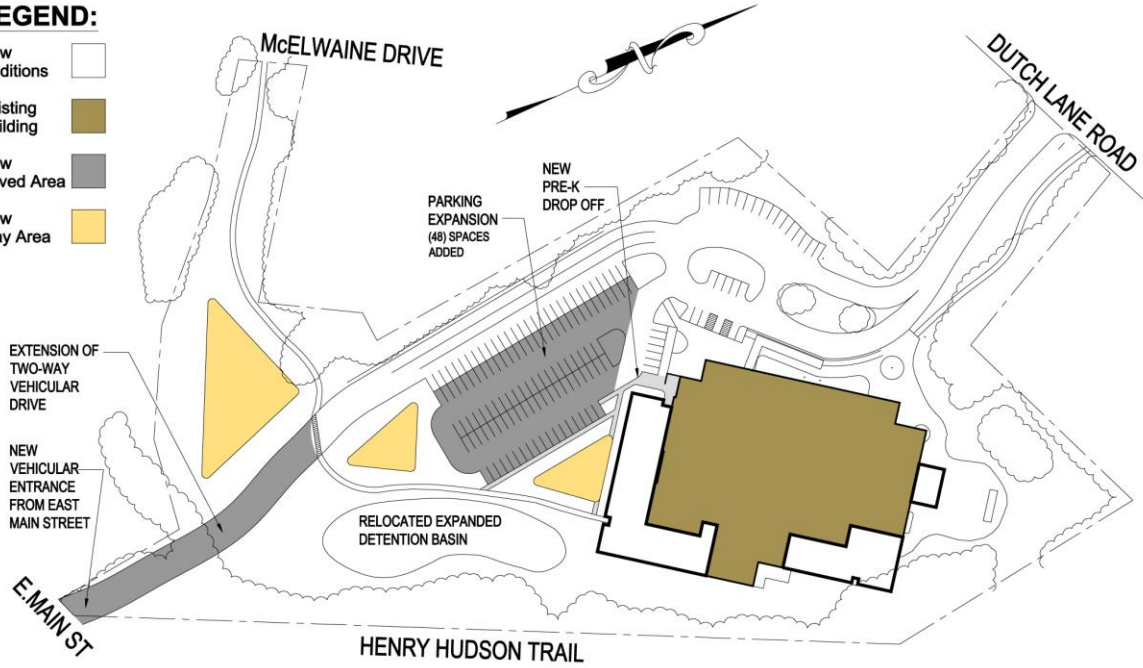 EGEND:
w
ditions
isting
ilding
w
ved Area
w
ay Area
McELWAINE DRIVE
DUTCH LANE ROAD
NEW
PRE-K
DROP OFF
PARKING
EXPANSION
(48) SPACES
ADDED
EXTENSION OF
TWO-WAY
VEHICULAR
DRIVE
NEW
VEHICULAR
ENTRANCE
FROM EAST
MAIN STREET
RELOCATED EXPANDED
DETENTION BASIN
E.MAIN ST
HENRY HUDSON TRAIL